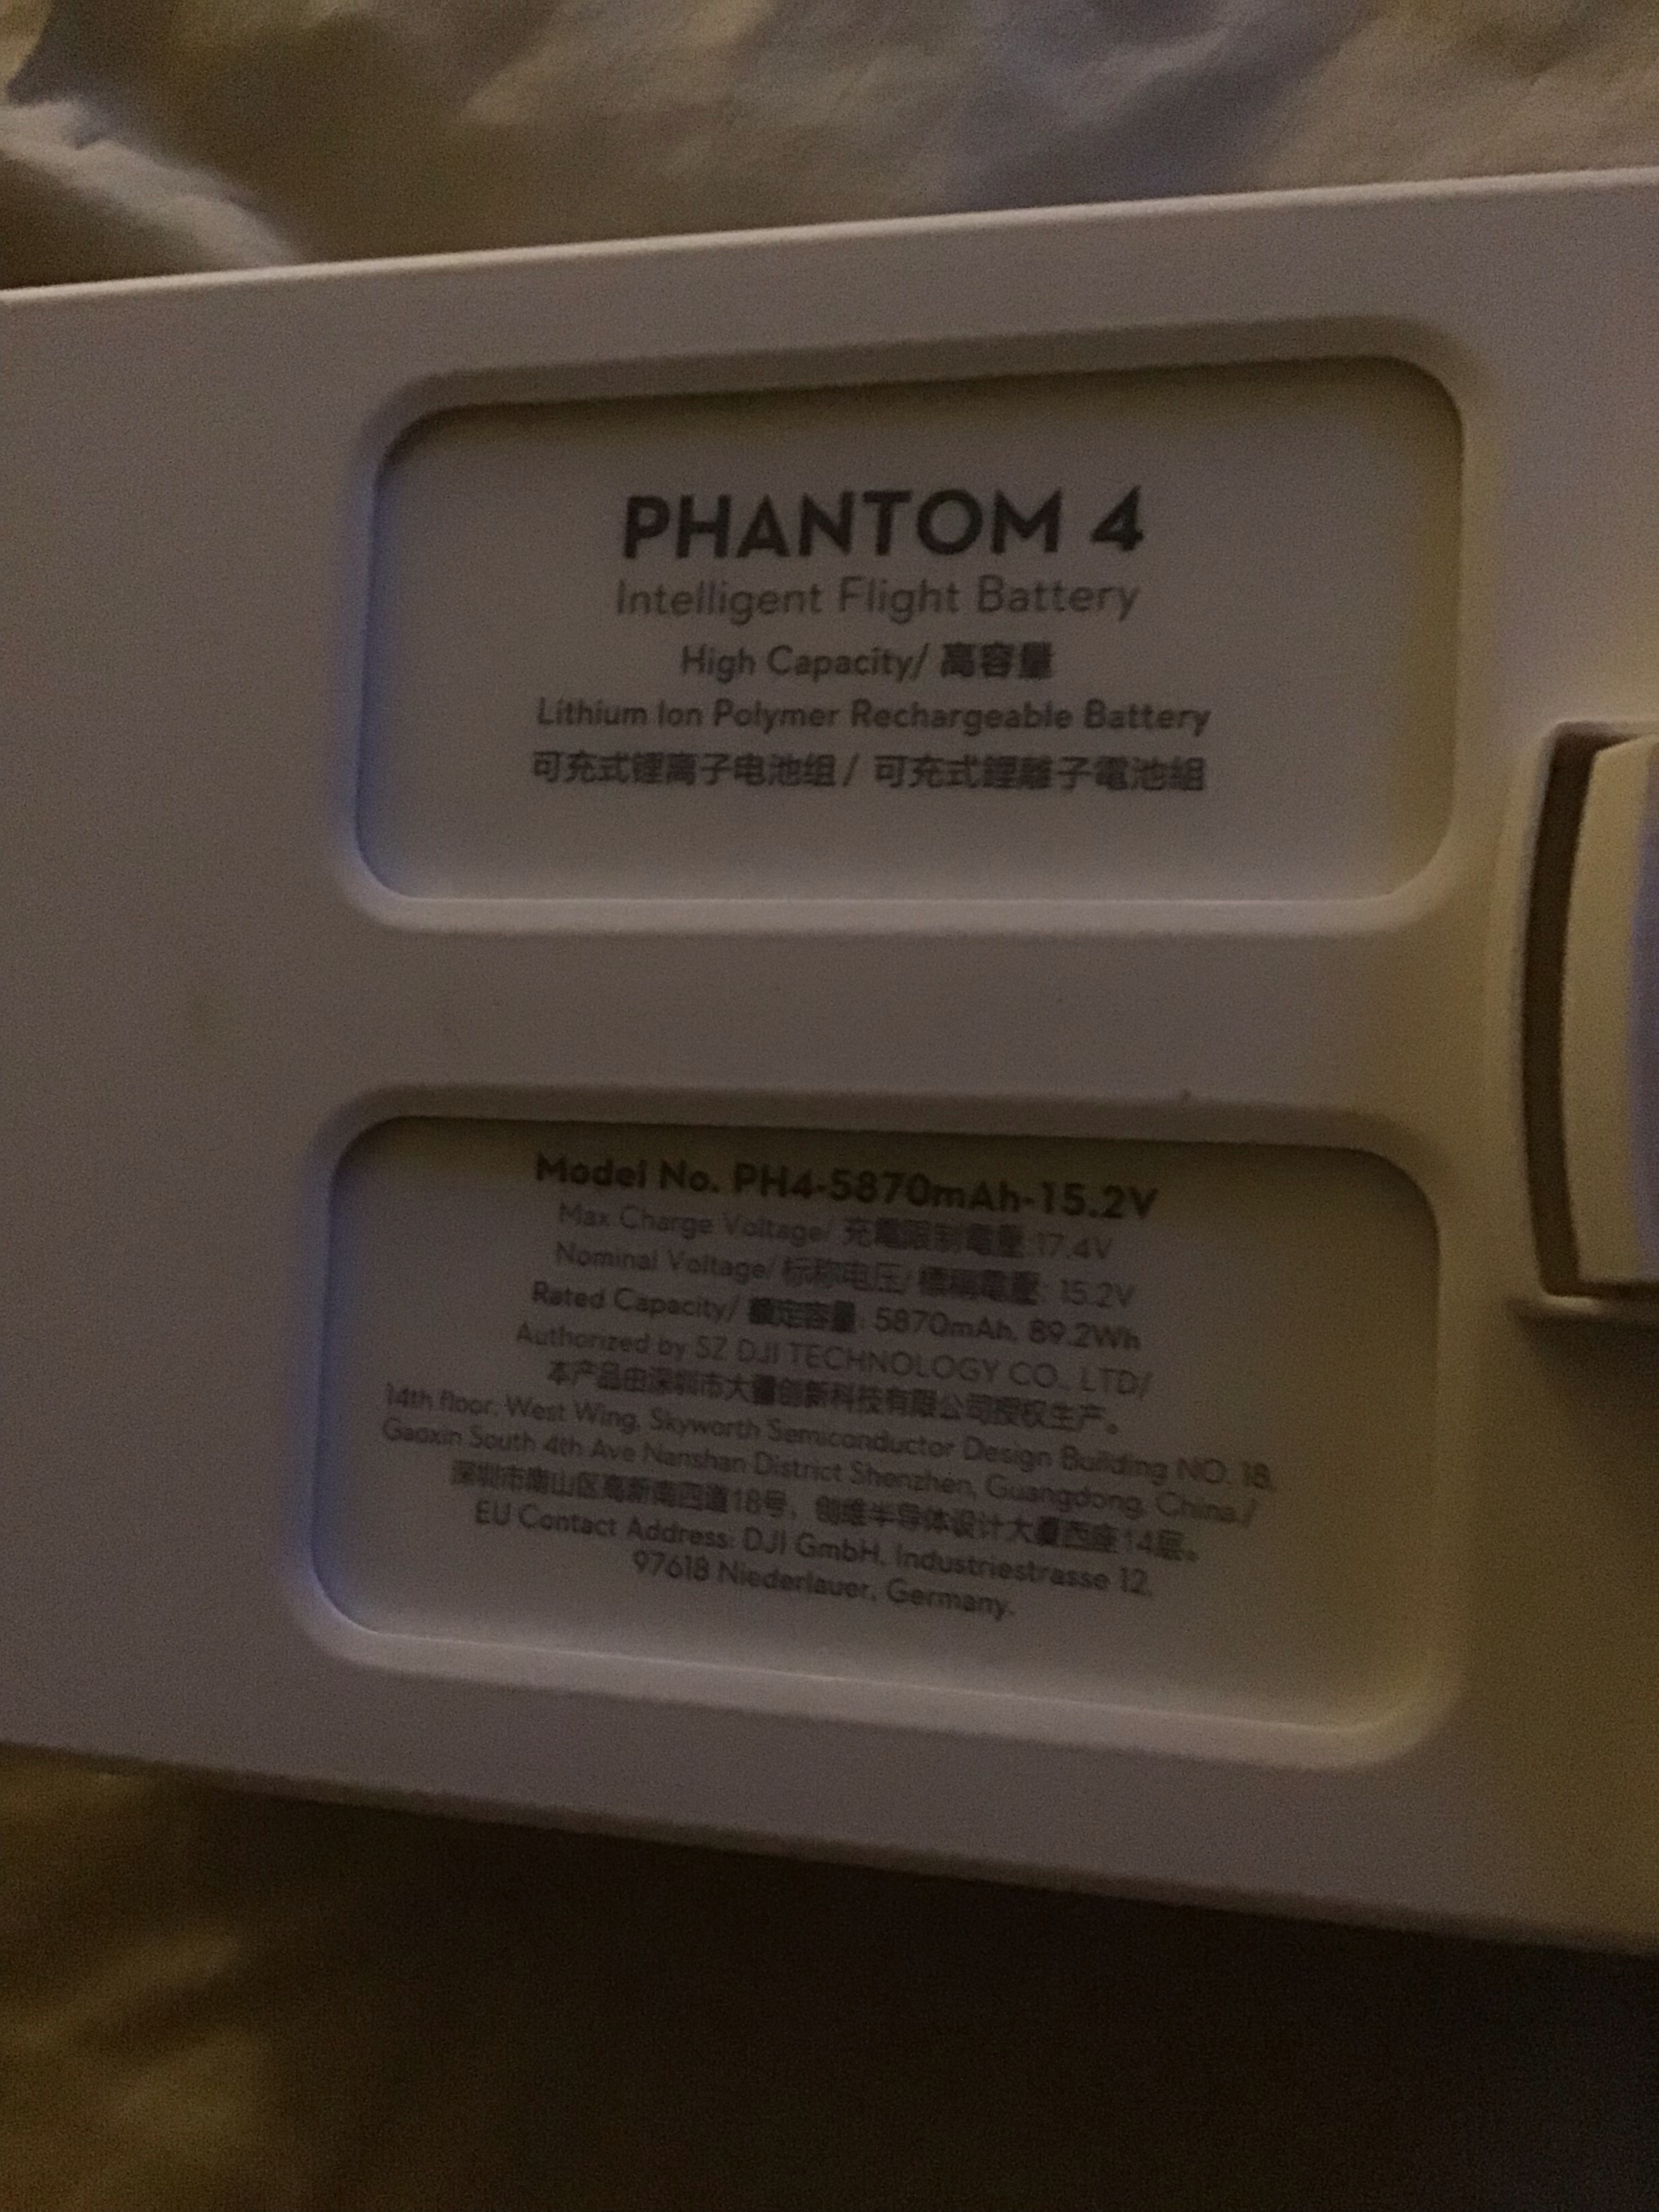 PHANTOM 4
Intelligent Flight Battery
High Capacity/ 高容量
Lithium Ion Polymer Rechargeable Battery
可充式锂离子电池组 / 可充式鋰離子電池組
Model No. PH4-5870mAh-15.2V
Max Charge Voltage/ 充電限制電壓:17.4V
Nominal Voltage/ 标称电压/ 標稱電壓: 15.2V
Rated Capacity/ 額定容量: 5870mAh, 89.2Wh
Authorized by SZ DJI TECHNOLOGY CO., LTD/
本产品由深圳市大疆创新科技有限公司授权生产。
14th floor, West Wing, Skyworth Semiconductor Design Building NO. 18,
Gaoxin South 4th Ave Nanshan District Shenzhen, Guangdong, China./
深圳市南山区高新南四道18号，创维半导体设计大厦西座14层。
EU Contact Address: DJI GmbH, Industriestrasse 12,
97618 Niederlauer, Germany.